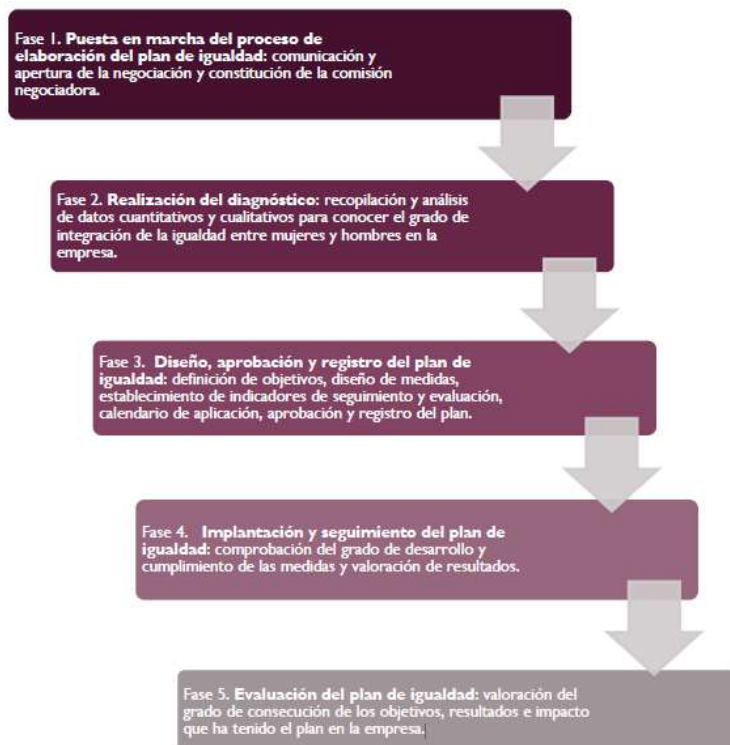 Fase 1. Puesta en marcha del proceso de
elaboración del plan de igualdad: comunicación y
apertura de la negociación y constitución de la comisión
negociadora.
Fase 2. Realización del diagnóstico: recopilación y análisis
de datos cuantitativos y cualitativos para conocer el grado de
integración de la igualdad entre mujeres y hombres en la
empresa.
Fase 3. Diseño, aprobación y registro del plan de
igualdad: definición de objetivos, diseño de medidas,
establecimiento de indicadores de seguimiento y evaluación,
calendario de aplicación, aprobación y registro del plan.
Fase 4. Implantación y seguimiento del plan de
igualdad: comprobación del grado de desarrollo y
cumplimiento de las medidas y valoración de resultados.
Fase 5. Evaluación del plan de igualdad: valoración del
grado de consecución de los objetivos, resultados e impacto
que ha tenido el plan en la empresa.